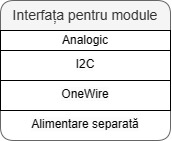 Interfața pentru module
Analogic
I2C
OneWire
Alimentare separată